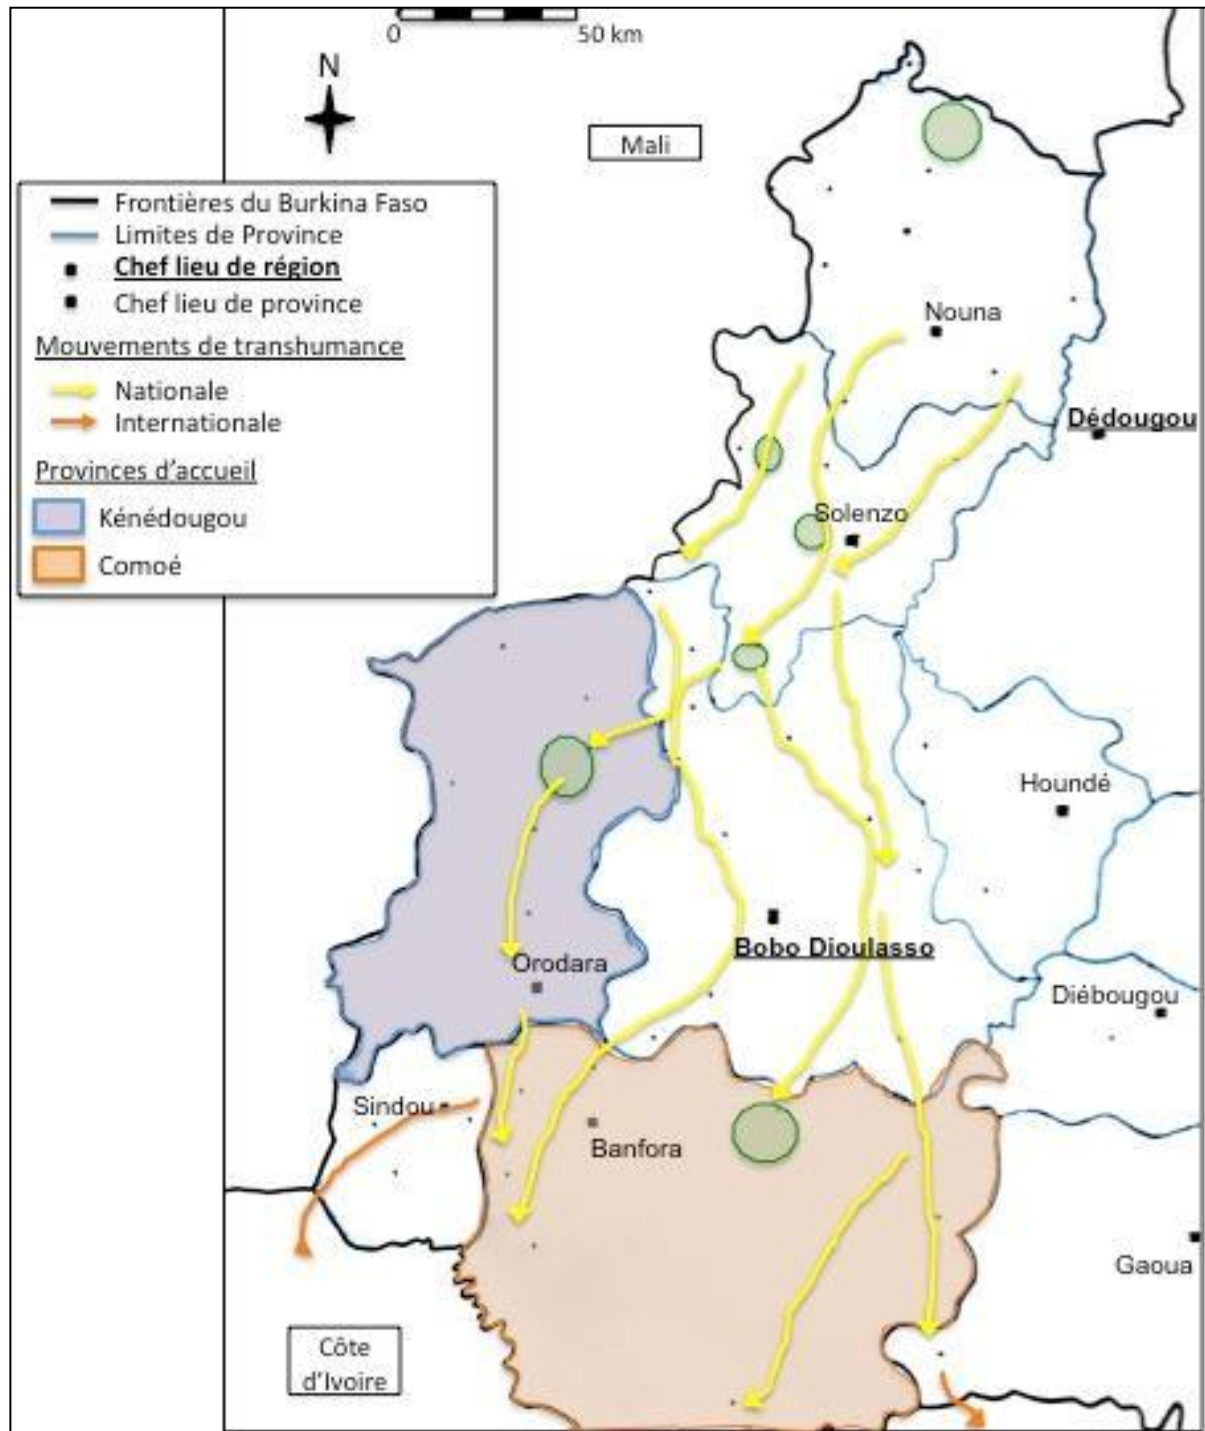 0 50 km
N
Mali
Frontières du Burkina Faso
Limites de Province
Chef lieu de région
Chef lieu de province
Mouvements de transhumance
Nationale
Internationale
Provinces d'accueil
Kénédougou
Comoé
Nouna
Dédougou
Solenzo
Houndé
Bobo Dioulasso
Orodara
Diébougou
Sindou
Banfora
Gaoua
Côte
d'Ivoire